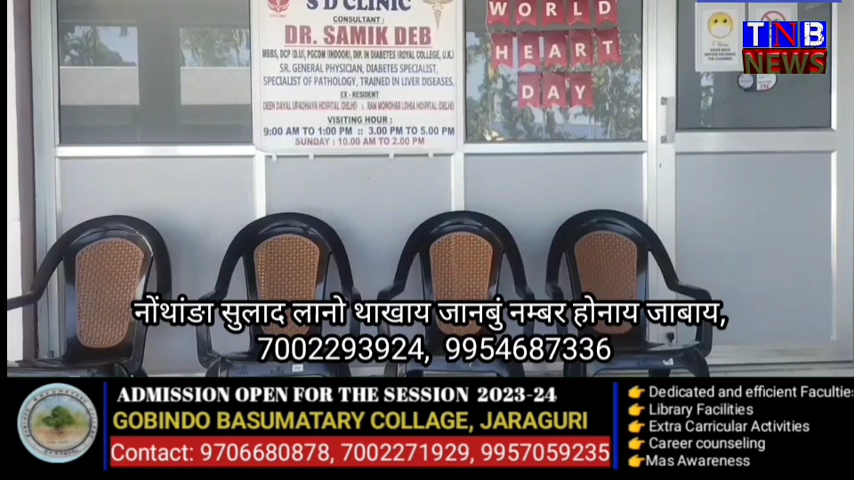 S D CLINIC
CONSULTANT :
DR. SAMIK DEB
MBBS, DCP (D.U), PGCDM (INDOOR), DIP. IN DIABETES (ROYAL COLLEGE, U.K.)
SR. GENERAL PHYSICIAN, DIABETES SPECIALIST,
SPECIALIST OF PATHOLOGY, TRAINED IN LIVER DISEASES.
EX - RESIDENT
DEEN DAYAL UPADHAYA HOSPITAL (DELHI) :: RAM MONOHAR LOHIA HOSPITAL (DELHI)
VISITING HOUR :
9:00 AM TO 1:00 PM :: 3.00 PM TO 5.00 PM
SUNDAY : 10.00 AM TO 2.00 PM
WORLD
HEART
DAY
TNB
NEWS
नोंथांङा सुलाद लानो थाखाय जानबुं नम्बर होनाय जाबाय,
7002293924, 9954687336
ADMISSION OPEN FOR THE SESSION 2023-24
GOBINDO BASUMATARY COLLAGE, JARAGURI
Contact: 9706680878, 7002271929, 9957059235
👉 Dedicated and efficient Faculties
👉 Library Facilities
👉 Extra Carricular Activities
👉 Career counseling
👉 Mas Awareness